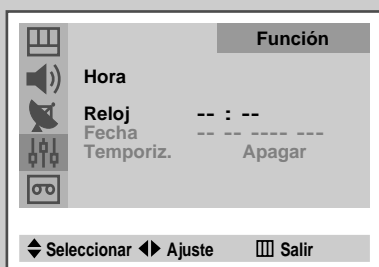 Función
Hora
Reloj -- : --
Fecha -- -- ---- ---
Temporiz. Apagar
Seleccionar Ajuste Salir